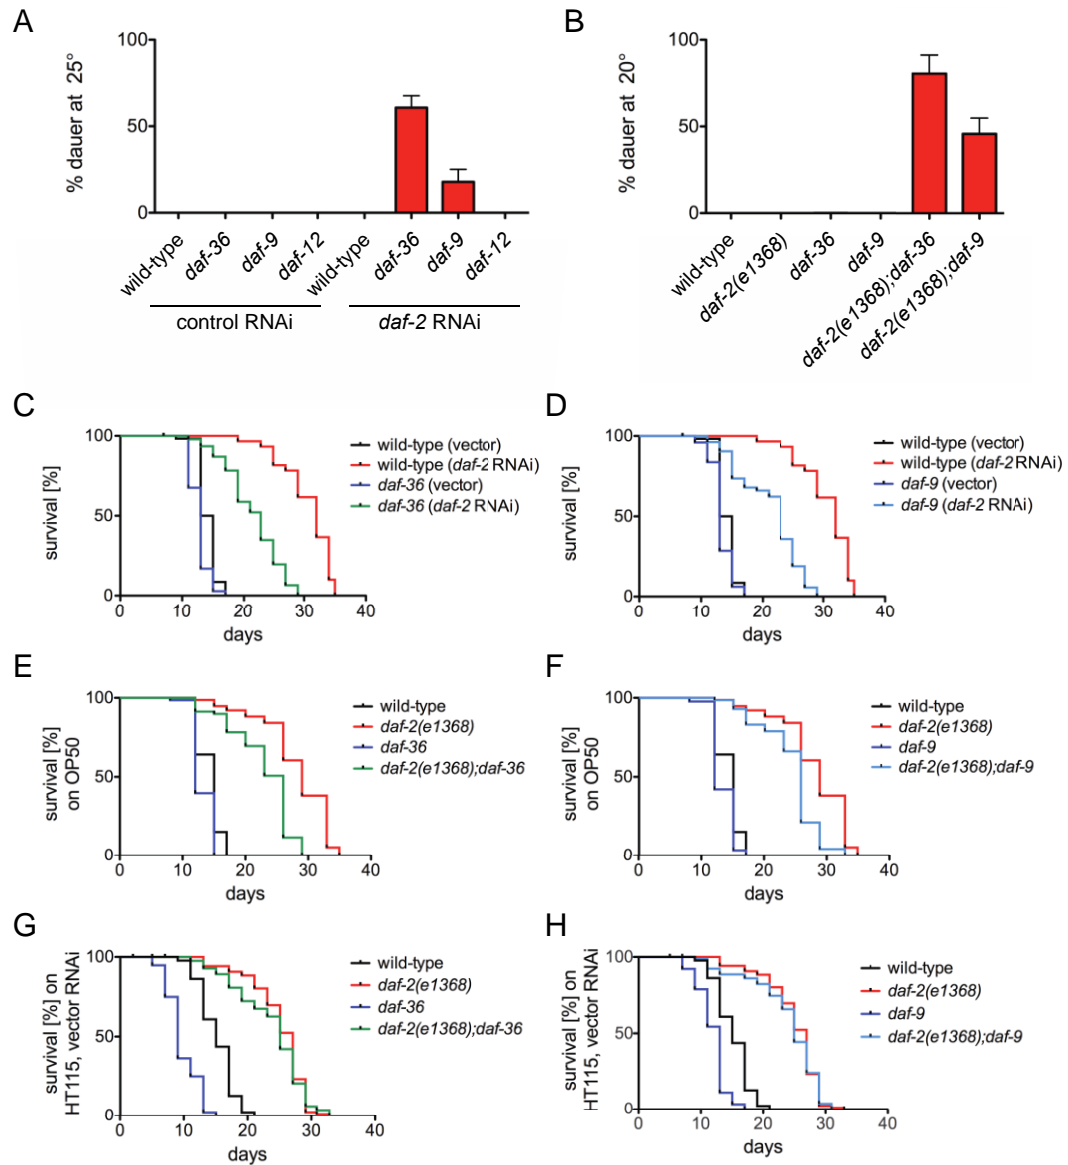 A
% dauer at 25°
100
50
0
wild-type
daf-36
daf-9
daf-12
wild-type
daf-36
daf-9
daf-12
control RNAi
daf-2 RNAi
B
% dauer at 20°
100
50
0
wild-type
daf-2(e1368)
daf-36
daf-9
daf-2(e1368);daf-36
daf-2(e1368);daf-9
C
survival [%]
100
50
0
0 10 20 30 40
days
wild-type (vector)
wild-type (daf-2 RNAi)
daf-36 (vector)
daf-36 (daf-2 RNAi)
D
survival [%]
100
50
0
0 10 20 30 40
days
wild-type (vector)
wild-type (daf-2 RNAi)
daf-9 (vector)
daf-9 (daf-2 RNAi)
E
survival [%]
on OP50
100
50
0
0 10 20 30 40
days
wild-type
daf-2(e1368)
daf-36
daf-2(e1368);daf-36
F
survival [%]
on OP50
100
50
0
0 10 20 30 40
days
wild-type
daf-2(e1368)
daf-9
daf-2(e1368);daf-9
G
survival [%] on
HT115, vector RNAi
100
50
0
0 10 20 30 40
days
wild-type
daf-2(e1368)
daf-36
daf-2(e1368);daf-36
H
survival [%] on
HT115, vector RNAi
100
50
0
0 10 20 30 40
days
wild-type
daf-2(e1368)
daf-9
daf-2(e1368);daf-9